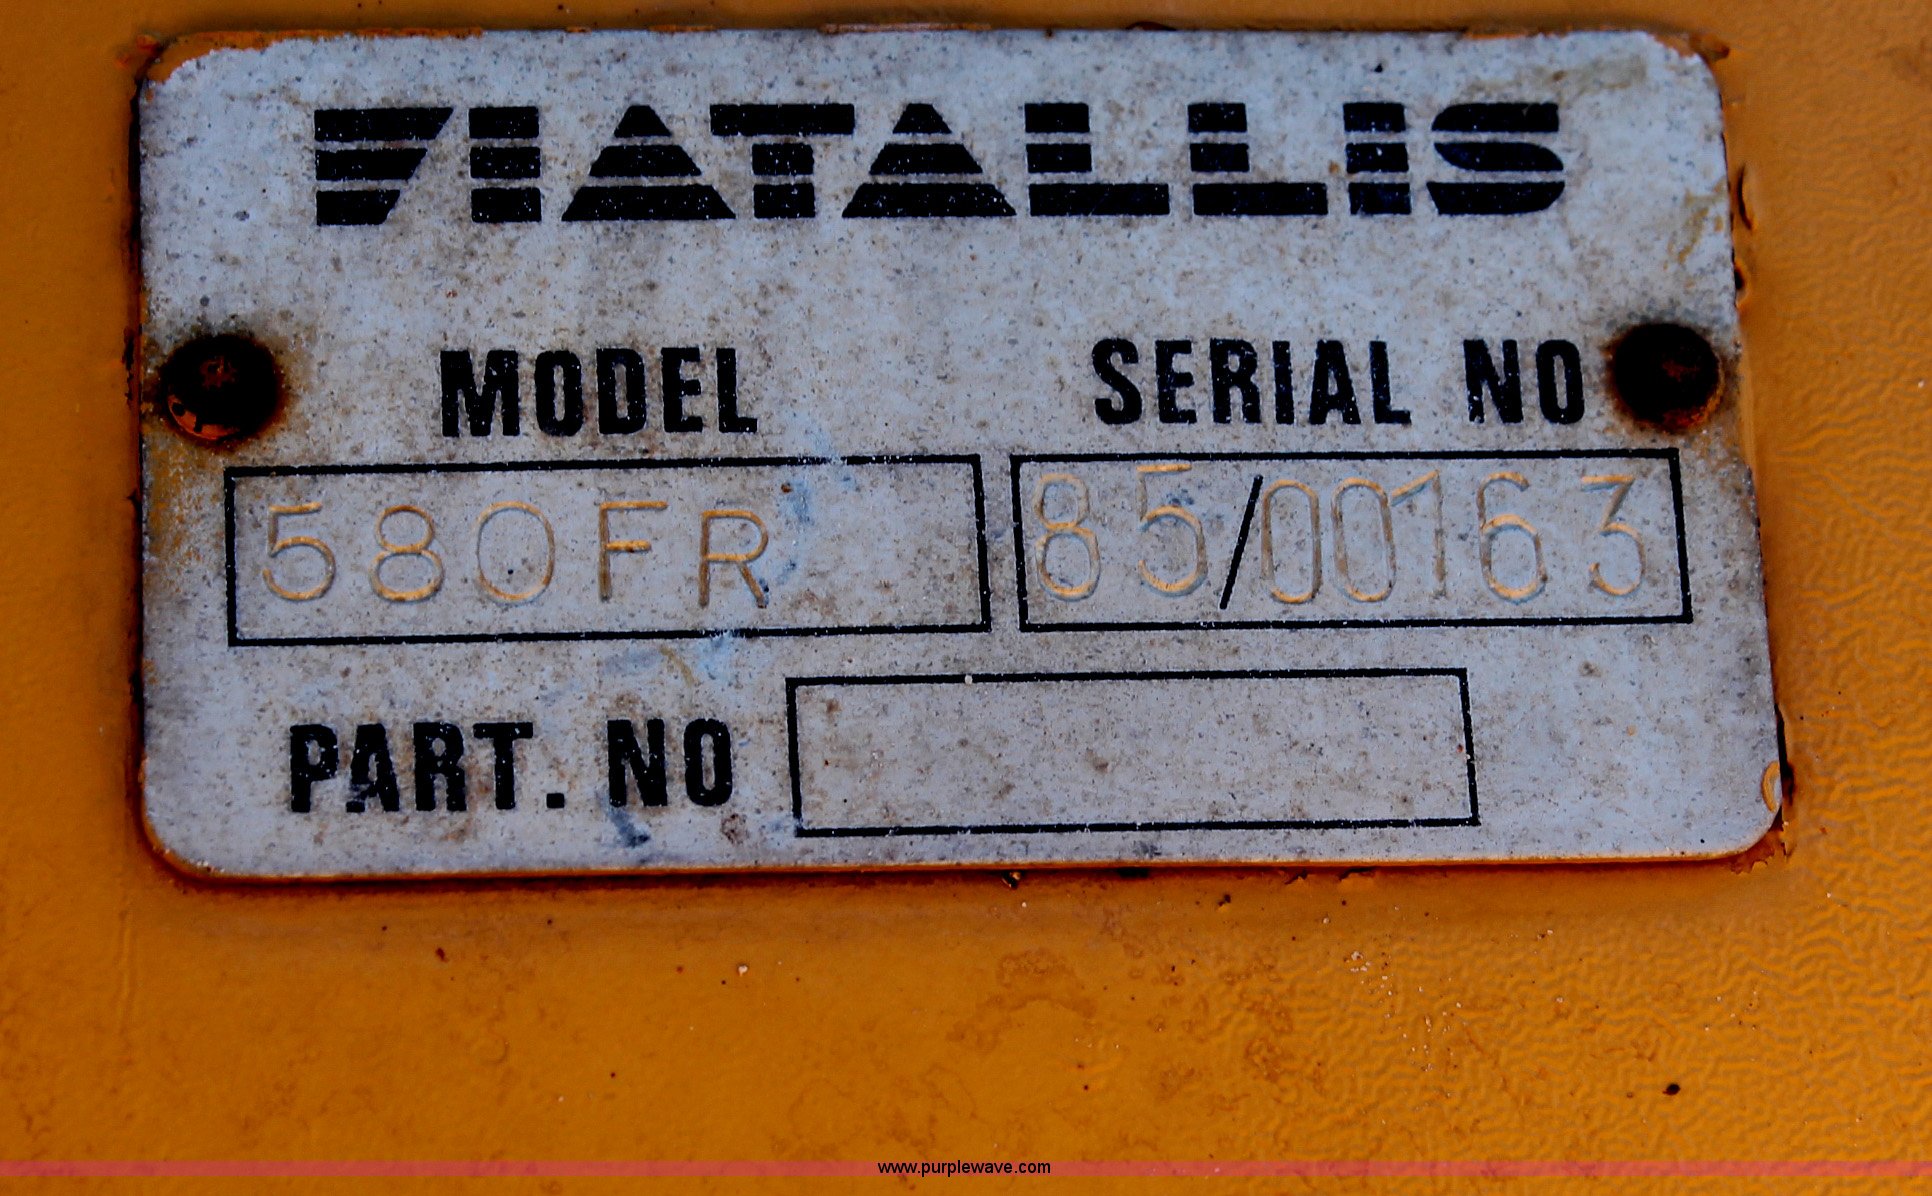 FIATALLIS
MODEL SERIAL NO
580FR 85/00163
PART. NO
www.purplewave.com